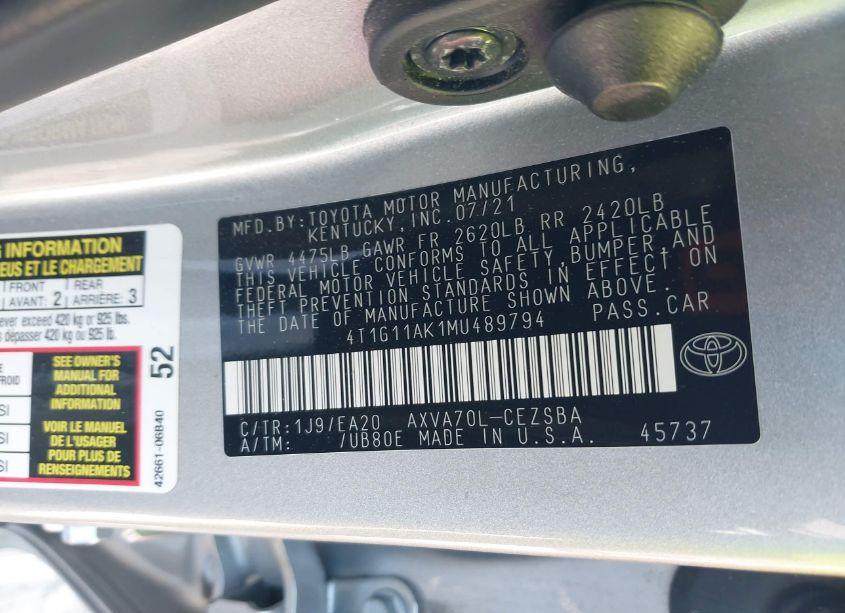 G INFORMATION
EUS ET LE CHARGEMENT
FRONT
AVANT: 2
REAR
ARRIÈRE: 3
ever exceed 420 kg or 925 lbs.
dépasser 420 kg ou 925 lb.
SEE OWNER'S
MANUAL FOR
ADDITIONAL
INFORMATION
VOIR LE MANUEL
DE L'USAGER
POUR PLUS DE
RENSEIGNEMENTS
FROID
SI
SI
SI
52
42661-06B40
MFD.BY:TOYOTA MOTOR MANUFACTURING,
KENTUCKY,INC.07/21
GVWR 4475LB GAWR FR 2620LB RR 2420LB
THIS VEHICLE CONFORMS TO ALL APPLICABLE
FEDERAL MOTOR VEHICLE SAFETY,BUMPER,AND
THEFT PREVENTION STANDARDS IN EFFECT ON
THE DATE OF MANUFACTURE SHOWN ABOVE.
4T1G11AK1MU489794 PASS.CAR
C/TR:1J9/EA20 AXVA70L-CEZSBA
A/TM: /UB80E MADE IN U.S.A. 45737